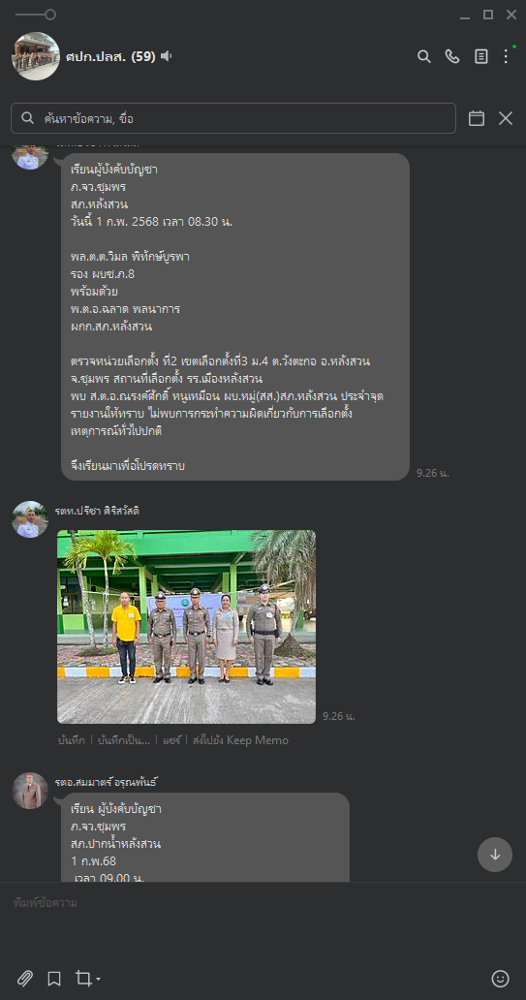 ศปก.ปลส. (59)
ค้นหาข้อความ, ชื่อ
เรียนผู้บังคับบัญชา
ภ.จว.ชุมพร
สภ.หลังสวน
วันนี้ 1 ก.พ. 2568 เวลา 08.30 น.
พล.ต.ต.วิมล พิทักษ์บูรพา
รอง ผบช.ภ.8
พร้อมด้วย
พ.ต.อ.ฉลาด พลนาการ
ผกก.สภ.หลังสวน
ตรวจหน่วยเลือกตั้ง ที่2 เขตเลือกตั้งที่3 ม.4 ต.วังตะกอ อ.หลังสวน
จ.ชุมพร สถานที่เลือกตั้ง รร.เมืองหลังสวน
พบ ส.ต.อ.ณรงค์ศักดิ์ หนูเหมือน ผบ.หมู่(สส.)สภ.หลังสวน ประจำจุด
รายงานให้ทราบ ไม่พบการกระทำความผิดเกี่ยวกับการเลือกตั้ง
เหตุการณ์ทั่วไปปกติ
จึงเรียนมาเพื่อโปรดทราบ
9.26 น.
รตท.ปรีชา ศิริสวัสดิ์
9.26 น.
บันทึก | บันทึกเป็น... | แชร์ | ส่งไปยัง Keep Memo
รตอ.สมมาตร์ อรุณพันธ์
เรียน ผู้บังคับบัญชา
ภ.จว.ชุมพร
สภ.ปากน้ำหลังสวน
1 ก.พ.68
เวลา 09.00 น.
พิมพ์ข้อความ